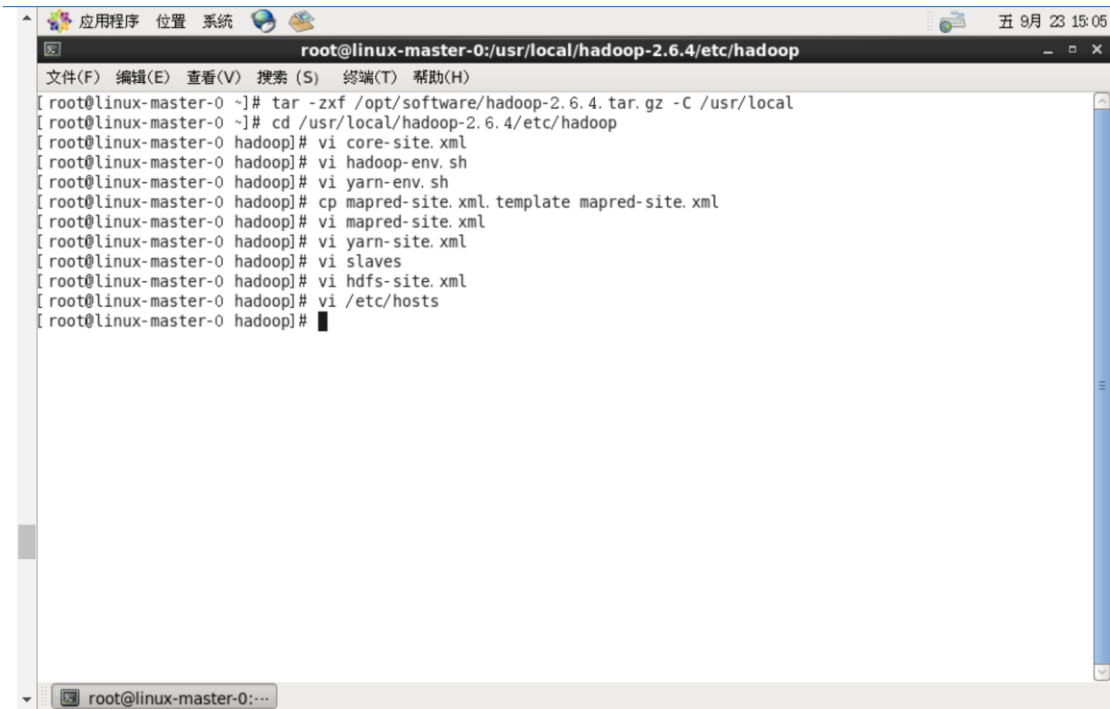 应用程序 位置 系统 五 9月 23 15:05
root@linux-master-0:/usr/local/hadoop-2.6.4/etc/hadoop
文件(F) 编辑(E) 查看(V) 搜索 (S) 终端(T) 帮助(H)
[root@linux-master-0 ~]# tar -zxf /opt/software/hadoop-2.6.4.tar.gz -C /usr/local
[root@linux-master-0 ~]# cd /usr/local/hadoop-2.6.4/etc/hadoop
[root@linux-master-0 hadoop]# vi core-site.xml
[root@linux-master-0 hadoop]# vi hadoop-env.sh
[root@linux-master-0 hadoop]# vi yarn-env.sh
[root@linux-master-0 hadoop]# cp mapred-site.xml.template mapred-site.xml
[root@linux-master-0 hadoop]# vi mapred-site.xml
[root@linux-master-0 hadoop]# vi yarn-site.xml
[root@linux-master-0 hadoop]# vi slaves
[root@linux-master-0 hadoop]# vi hdfs-site.xml
[root@linux-master-0 hadoop]# vi /etc/hosts
[root@linux-master-0 hadoop]#
root@linux-master-0:···